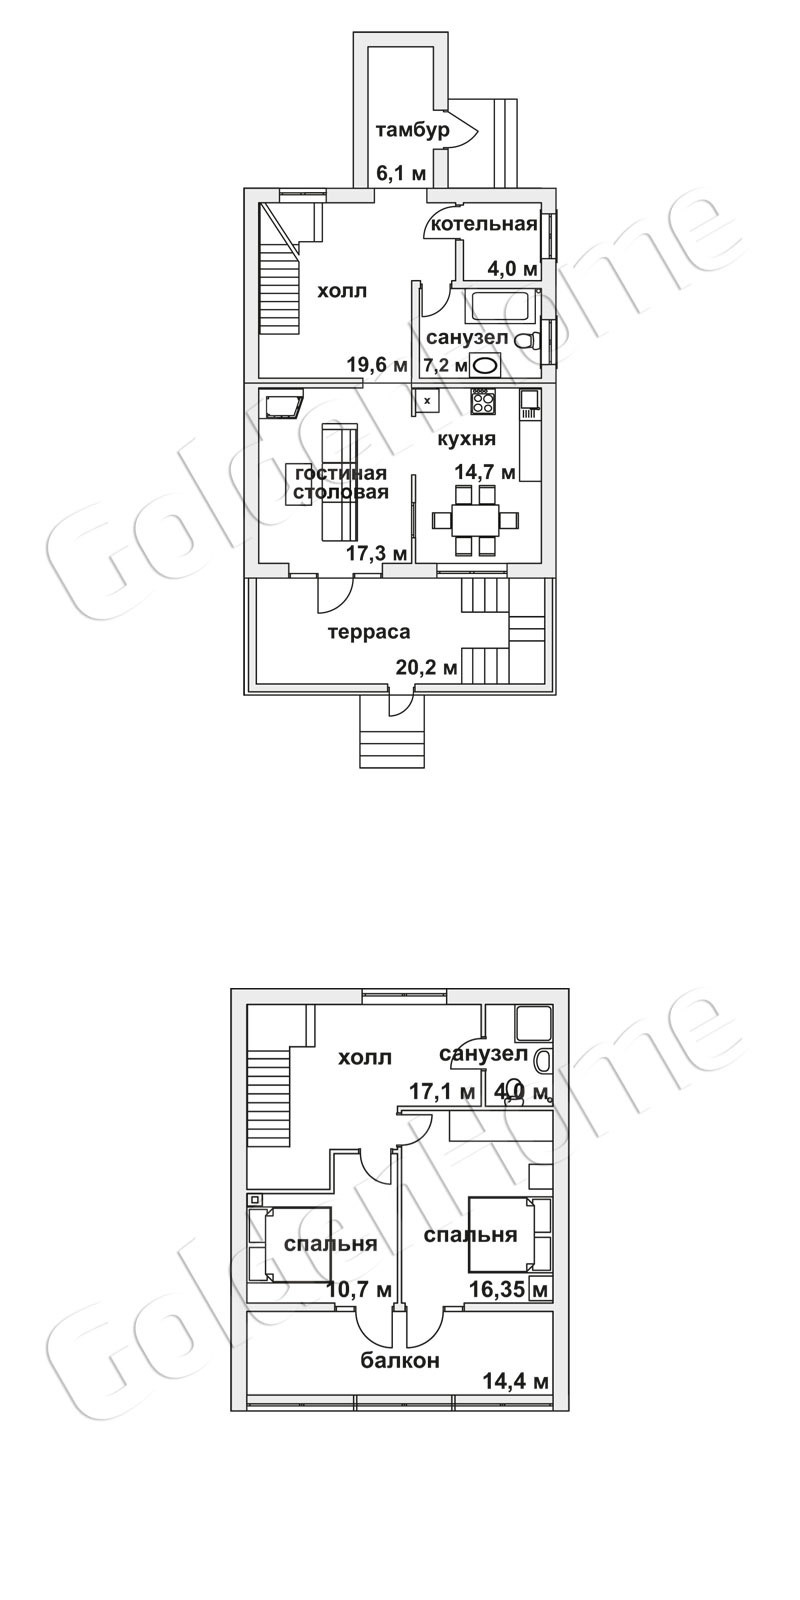 тамбур
6,1 м
котельная
4,0 м
холл
19,6 м
санузел
7,2 м
x
кухня
14,7 м
гостиная
столовая
17,3 м
терраса
20,2 м
GoldenHome
холл
17,1 м
санузел
4,0 м
спальня
10,7 м
спальня
16,35 м
балкон
14,4 м
GoldenHome